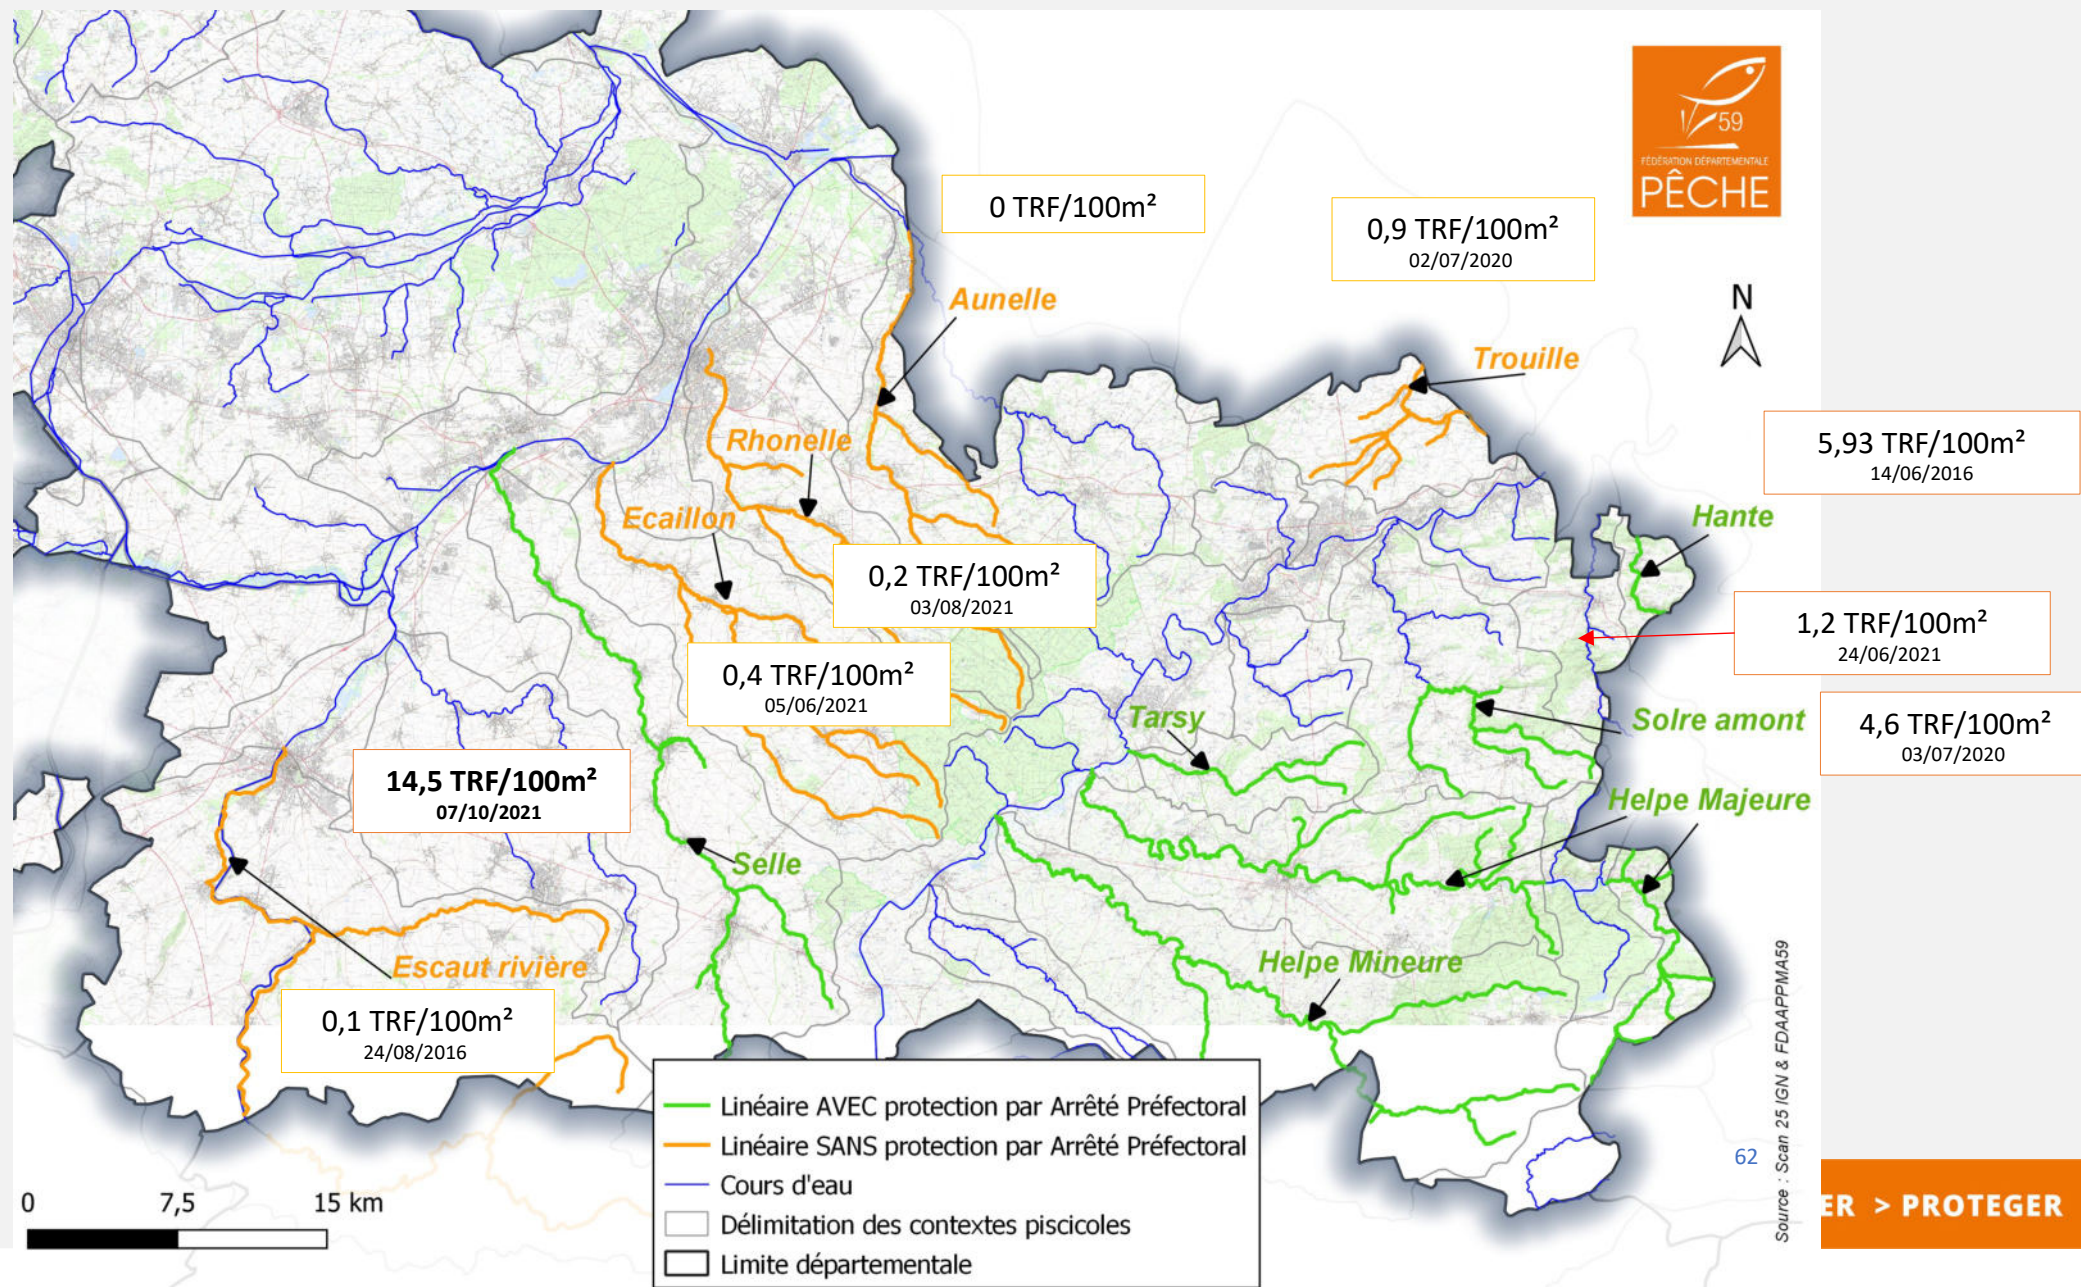 59
FÉDÉRATION DÉPARTEMENTALE
PÊCHE
0 TRF/100m²
0,9 TRF/100m²
02/07/2020
N
Aunelle
Trouille
5,93 TRF/100m²
14/06/2016
Rhonelle
Hante
Ecaillon
0,2 TRF/100m²
03/08/2021
1,2 TRF/100m²
24/06/2021
0,4 TRF/100m²
05/06/2021
Tarsy
Solre amont
4,6 TRF/100m²
03/07/2020
14,5 TRF/100m²
07/10/2021
Helpe Majeure
Selle
Escaut rivière
Helpe Mineure
0,1 TRF/100m²
24/08/2016
Linéaire AVEC protection par Arrêté Préfectoral
Linéaire SANS protection par Arrêté Préfectoral
Cours d'eau
Délimitation des contextes piscicoles
Limite départementale
0 7,5 15 km
62
Source : Scan 25 IGN & FDAAPPMA59
ER > PROTEGER